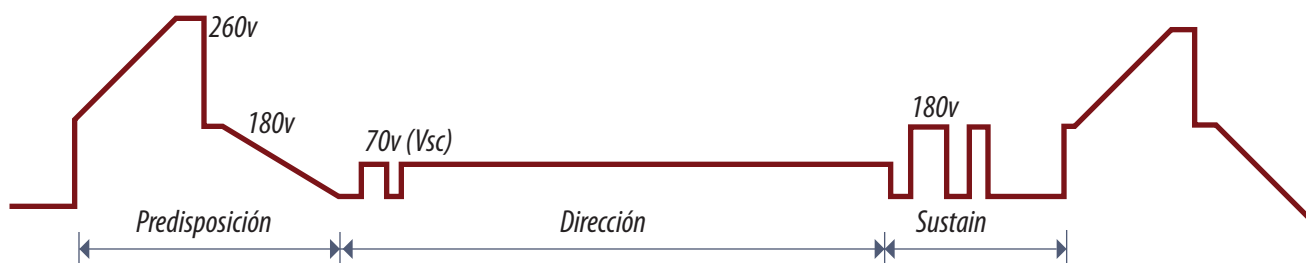 260v
180v
70v (Vsc)
180v
Predisposición
Dirección
Sustain